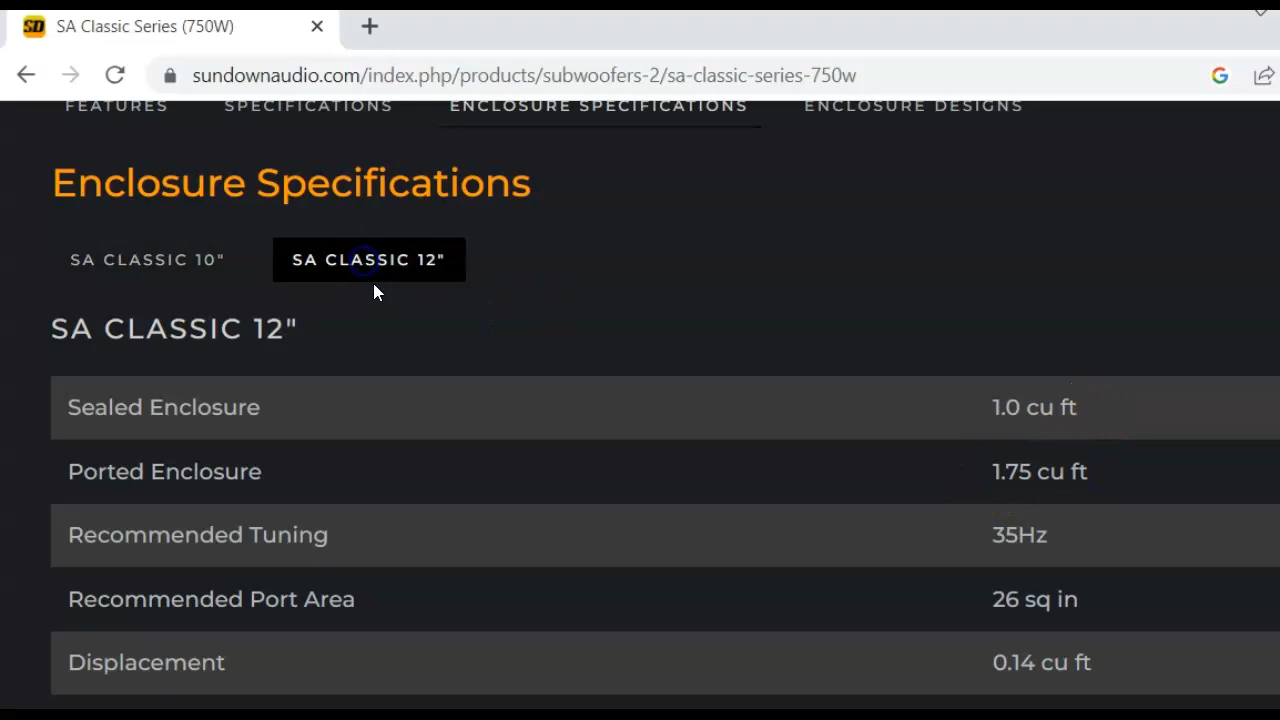 SD SA Classic Series (750W)
sundownaudio.com/index.php/products/subwoofers-2/sa-classic-series-750w
FEATURES SPECIFICATIONS ENCLOSURE SPECIFICATIONS ENCLOSURE DESIGNS
Enclosure Specifications
SA CLASSIC 10" SA CLASSIC 12"
SA CLASSIC 12"
Sealed Enclosure 1.0 cu ft
Ported Enclosure 1.75 cu ft
Recommended Tuning 35Hz
Recommended Port Area 26 sq in
Displacement 0.14 cu ft